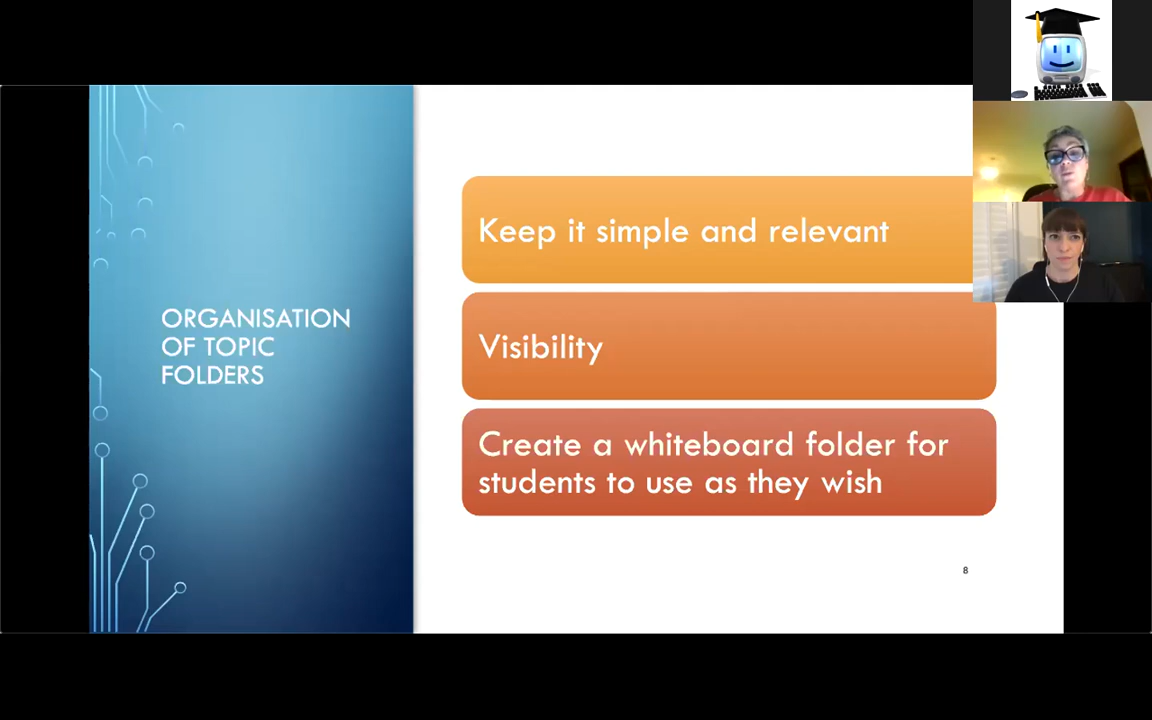 ORGANISATION
OF TOPIC
FOLDERS
Keep it simple and relevant
Visibility
Create a whiteboard folder for
students to use as they wish
8